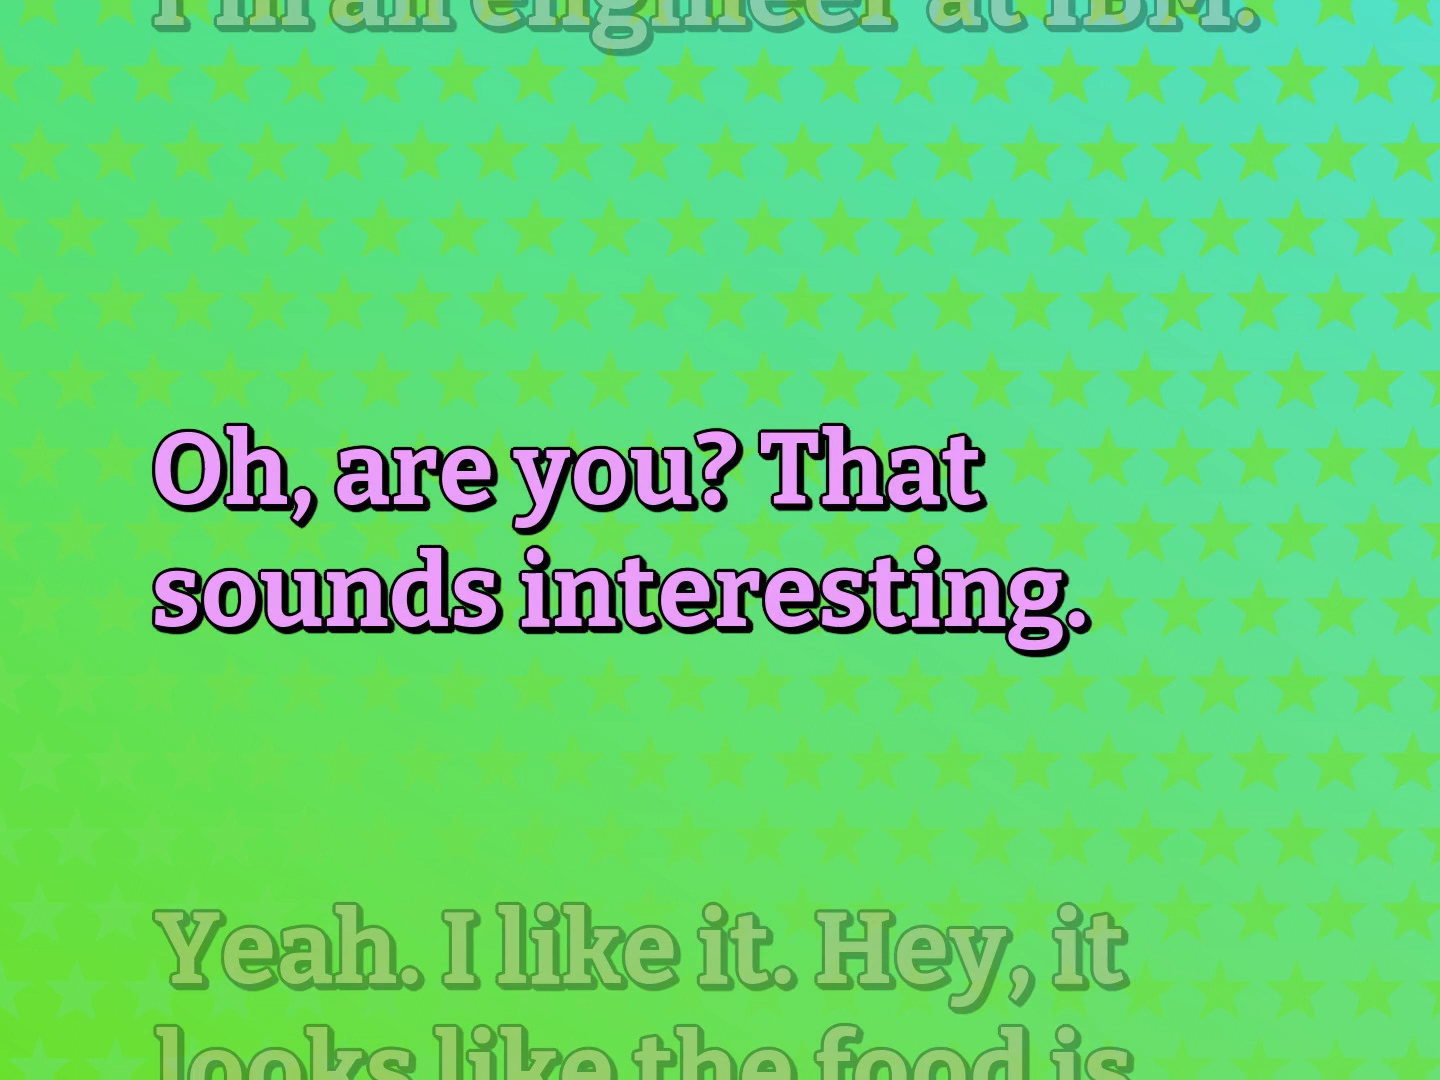 I'm an engineer at IBM.
Oh, are you? That
sounds interesting.
Yeah. I like it. Hey, it
looks like the food is